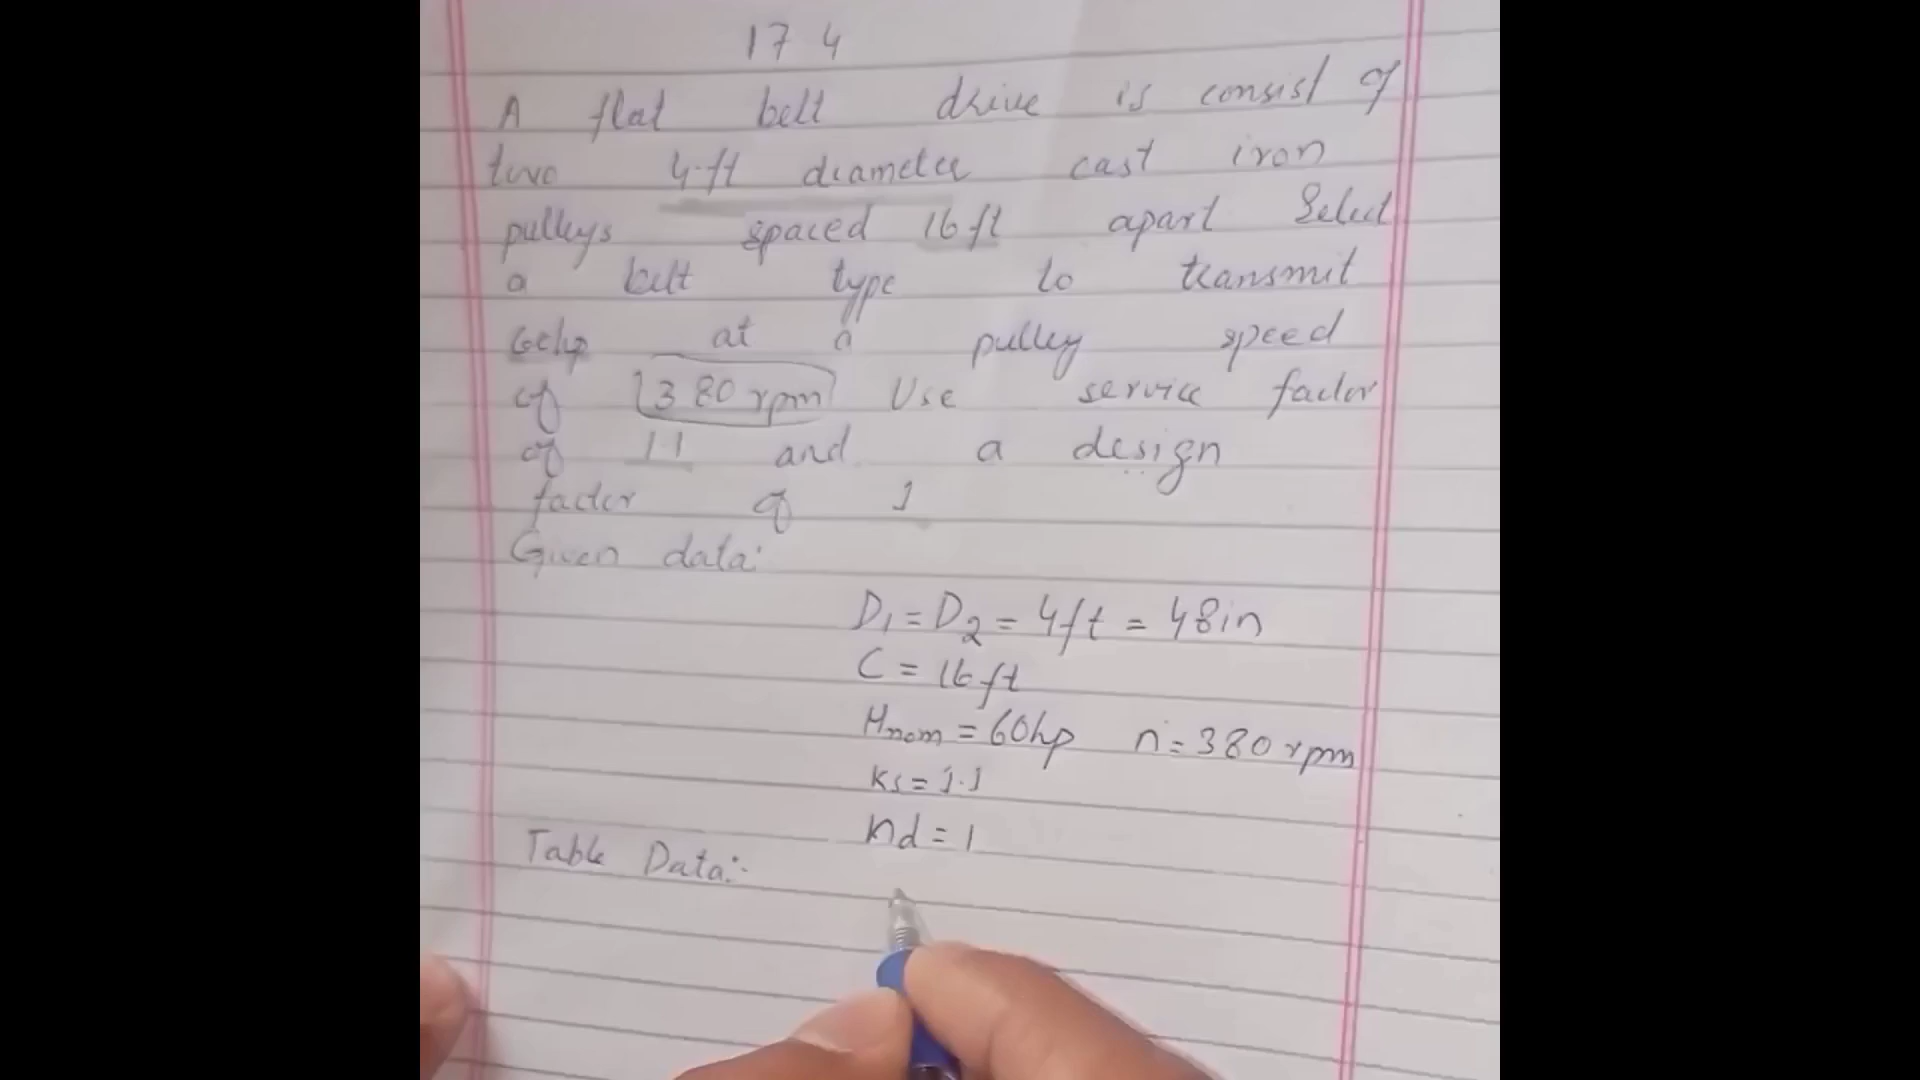 17 4
A flat belt drive is consist of
two 4-ft diameter cast iron
pulleys spaced 16 ft apart Select
a belt type to transmit
60hp at a pulley speed
of 380 rpm Use service factor
of 1.1 and a design
factor of 1
Given data:
D1 = D2 = 4ft = 48in
C = 16 ft
Hnom = 60hp n = 380 rpm
Ks = 1.1
nd = 1
Table Data:-